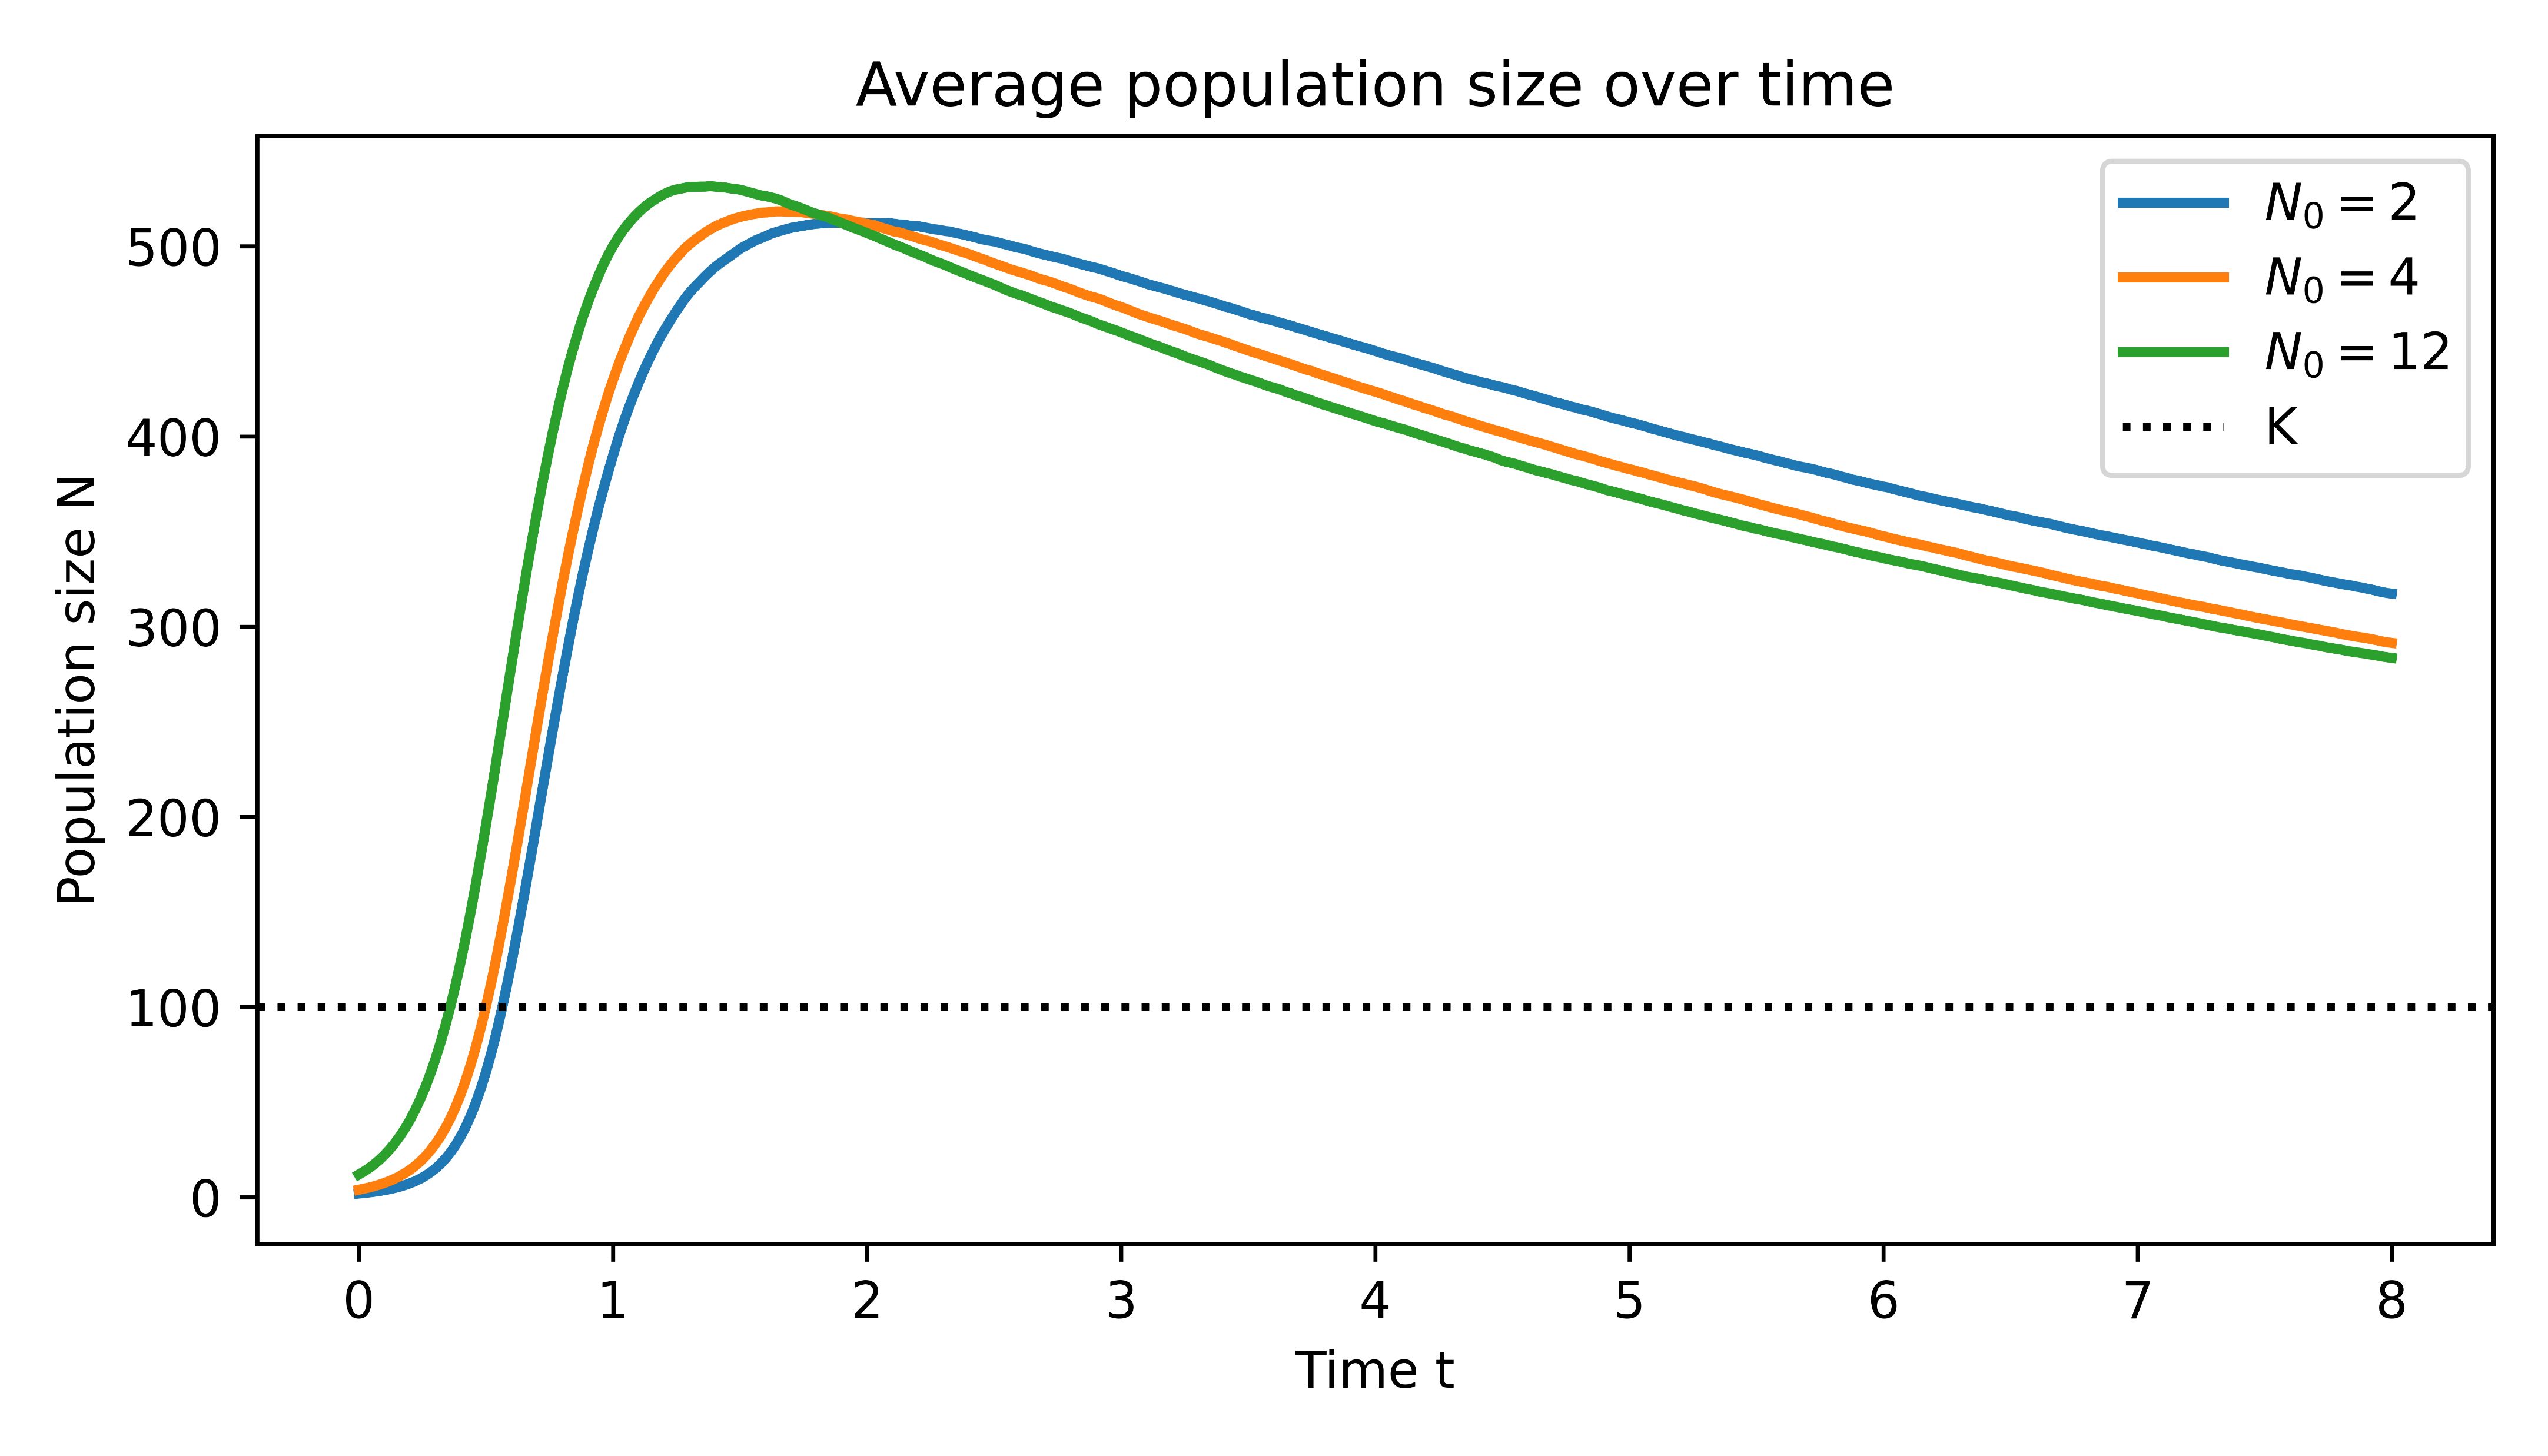 Average population size over time
N₀ = 2
N₀ = 4
N₀ = 12
K
Population size N
500
400
300
200
100
0
0 1 2 3 4 5 6 7 8
Time t